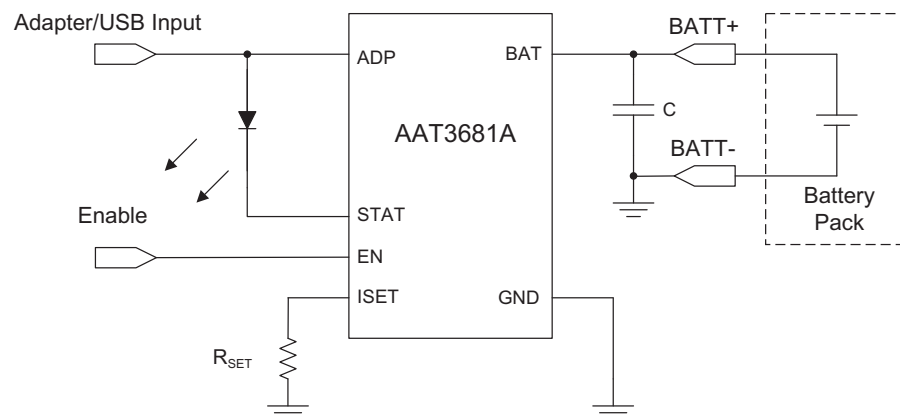 Adapter/USB Input
BATT+
ADP
BAT
AAT3681A
C
BATT-
Battery
Pack
Enable
STAT
EN
ISET
GND
RSET